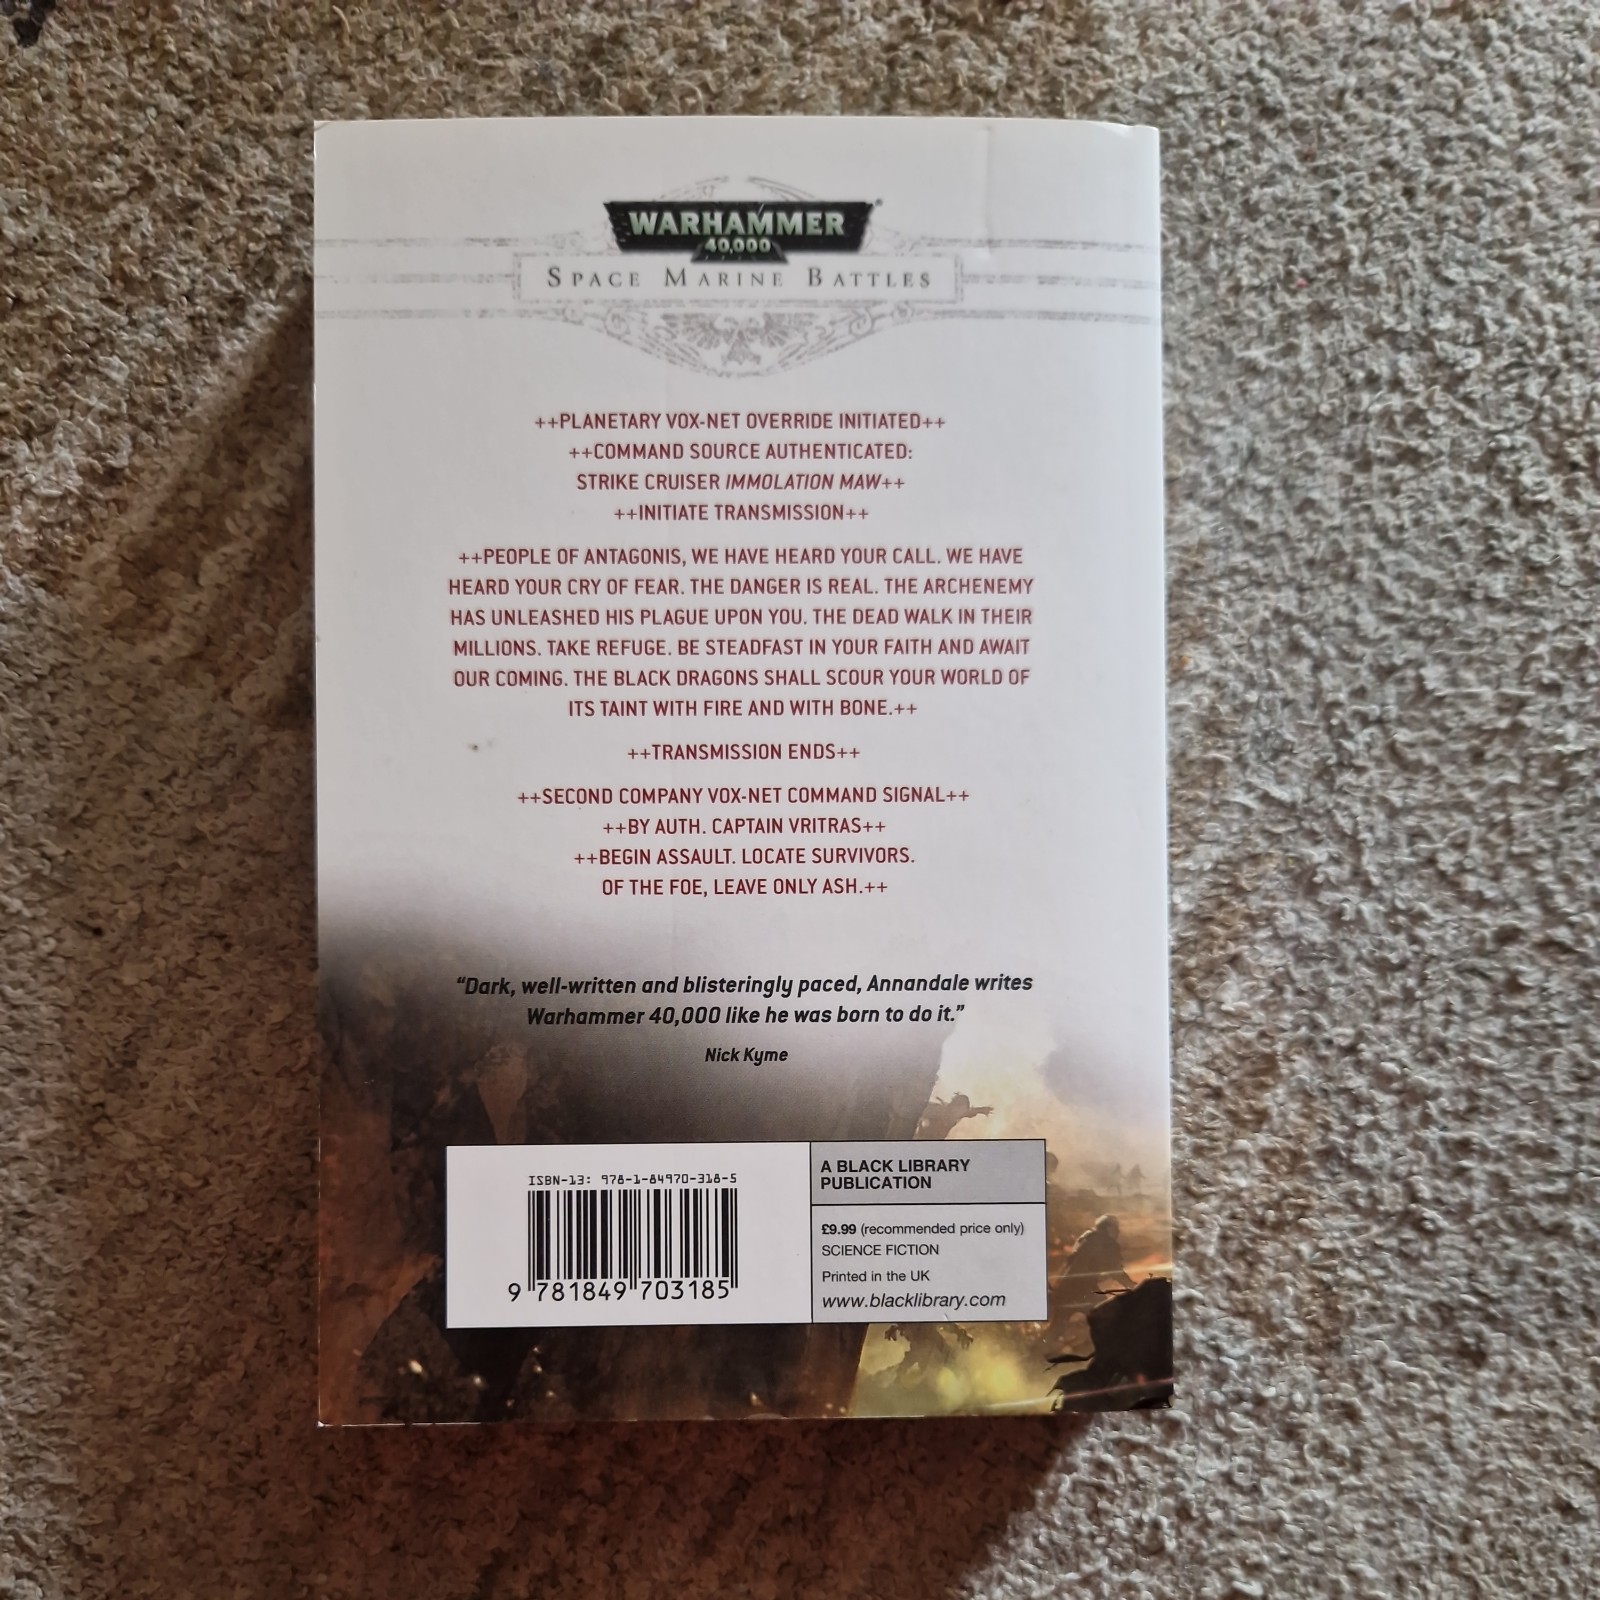 WARHAMMER®
40,000
SPACE MARINE BATTLES
++PLANETARY VOX-NET OVERRIDE INITIATED++
++COMMAND SOURCE AUTHENTICATED:
STRIKE CRUISER IMMOLATION MAW++
++INITIATE TRANSMISSION++
++PEOPLE OF ANTAGONIS, WE HAVE HEARD YOUR CALL. WE HAVE
HEARD YOUR CRY OF FEAR. THE DANGER IS REAL. THE ARCHENEMY
HAS UNLEASHED HIS PLAGUE UPON YOU. THE DEAD WALK IN THEIR
MILLIONS. TAKE REFUGE. BE STEADFAST IN YOUR FAITH AND AWAIT
OUR COMING. THE BLACK DRAGONS SHALL SCOUR YOUR WORLD OF
ITS TAINT WITH FIRE AND WITH BONE.++
++TRANSMISSION ENDS++
++SECOND COMPANY VOX-NET COMMAND SIGNAL++
++BY AUTH. CAPTAIN VRITRAS++
++BEGIN ASSAULT. LOCATE SURVIVORS.
OF THE FOE, LEAVE ONLY ASH.++
“Dark, well-written and blisteringly paced, Annandale writes
Warhammer 40,000 like he was born to do it.”
Nick Kyme
ISBN-13: 978-1-84970-318-5
9 781849 703185
A BLACK LIBRARY
PUBLICATION
£9.99 (recommended price only)
SCIENCE FICTION
Printed in the UK
www.blacklibrary.com